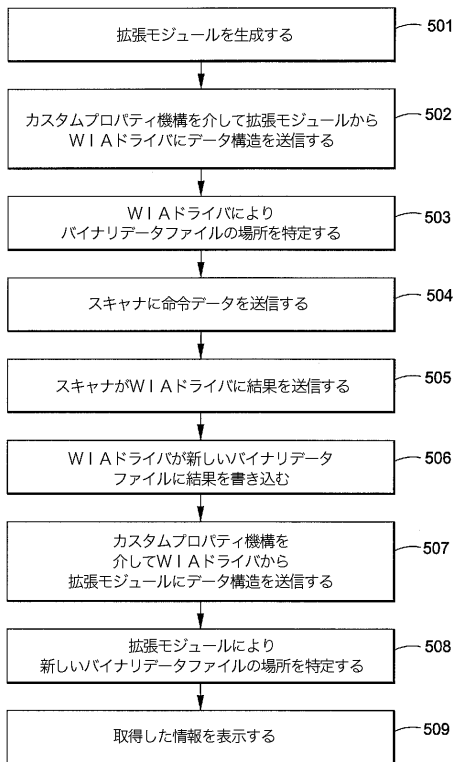 拡張モジュールを生成する
501
カスタムプロパティ機構を介して拡張モジュールから
WIAドライバにデータ構造を送信する
502
WIAドライバにより
バイナリデータファイルの場所を特定する
503
スキャナに命令データを送信する
504
スキャナがWIAドライバに結果を送信する
505
WIAドライバが新しいバイナリデータ
ファイルに結果を書き込む
506
カスタムプロパティ機構を
介してWIAドライバから
拡張モジュールにデータ構造を送信する
507
拡張モジュールにより
新しいバイナリデータファイルの場所を特定する
508
取得した情報を表示する
509